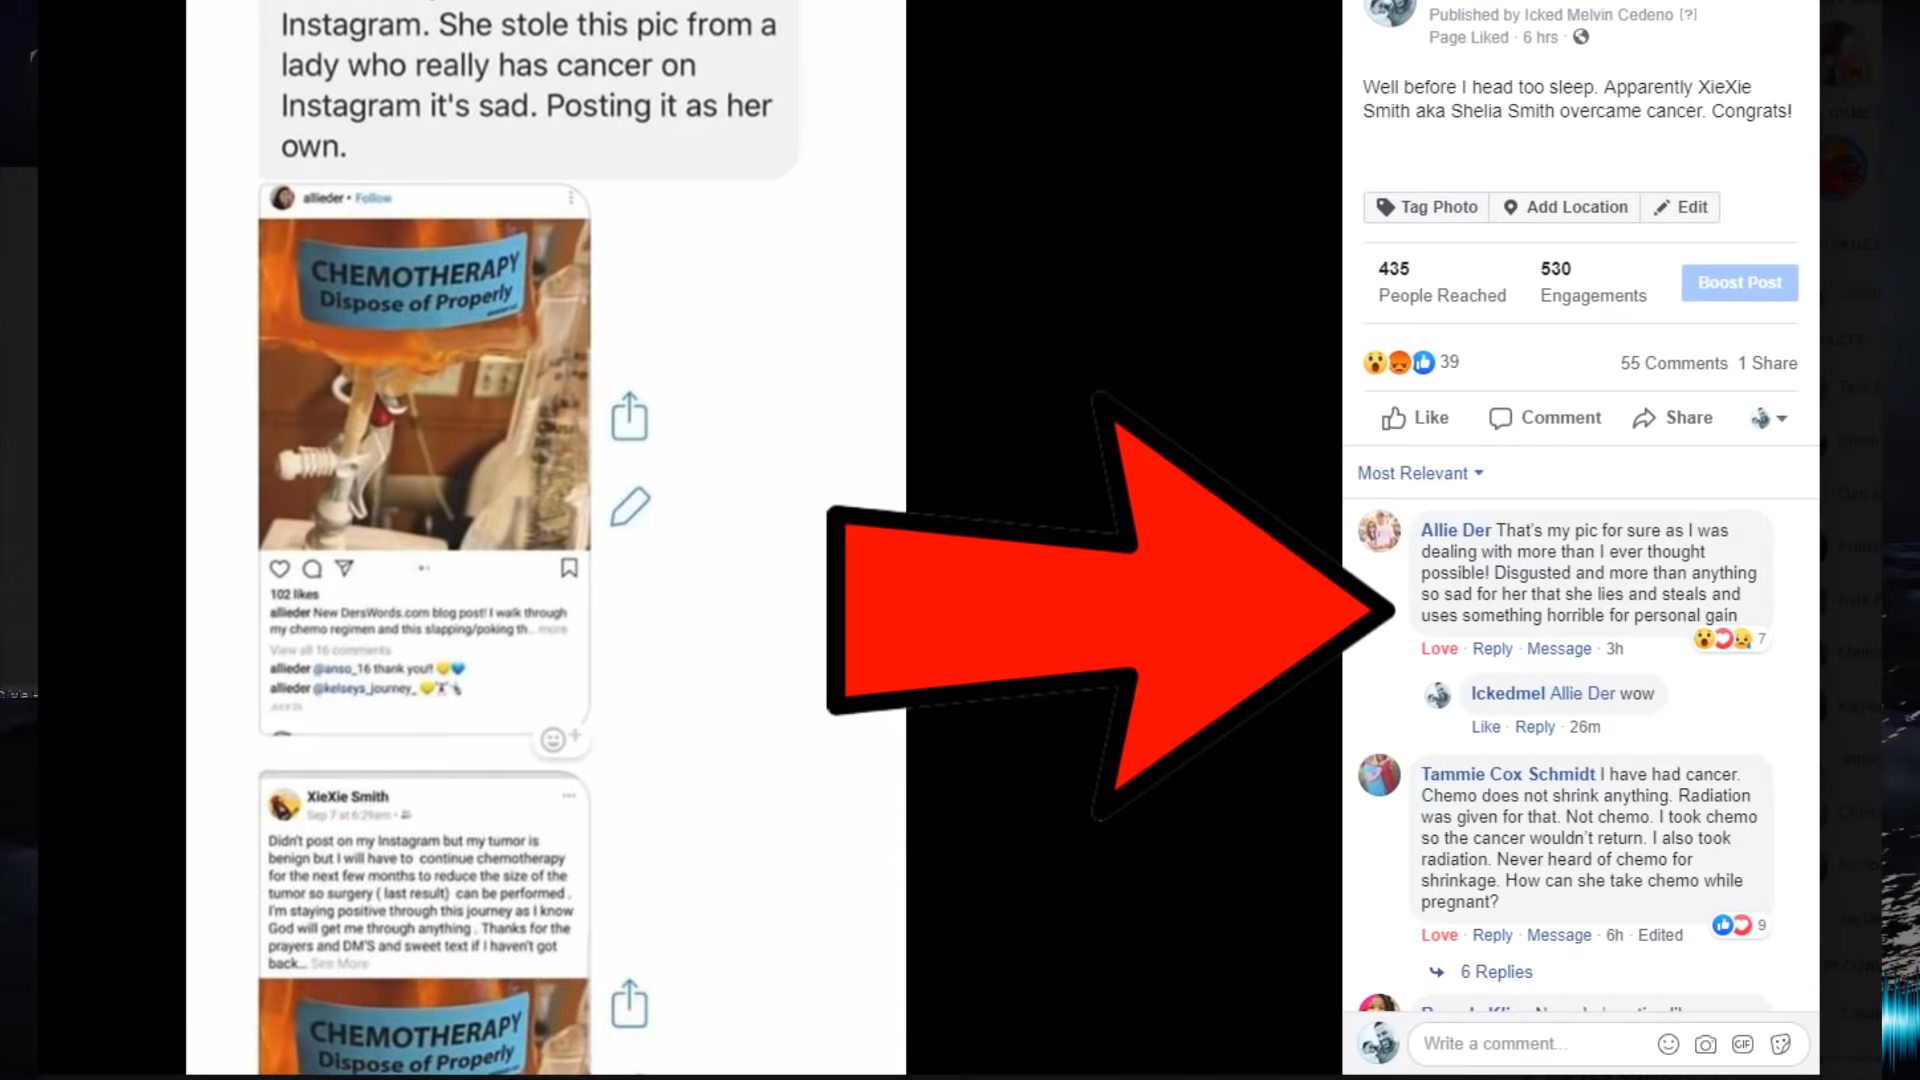 Instagram. She stole this pic from a
lady who really has cancer on
Instagram it's sad. Posting it as her
own.
allieder • Follow
CHEMOTHERAPY
Dispose of Properly
102 likes
allieder New DersWords.com blog post! I walk through
my chemo regimen and this slapping/poking th... more
View all 16 comments
allieder @anso_16 thank you!! 😊💙
allieder @kelseys_journey_
XieXie Smith
Sep 7 at 6:29am
Didn't post on my Instagram but my tumor is
benign but I will have to continue chemotherapy
for the next few months to reduce the size of the
tumor so surgery ( last result) can be performed .
I'm staying positive through this journey as I know
God will get me through anything . Thanks for the
prayers and DM'S and sweet text if I haven't got
back... See More
CHEMOTHERAPY
Dispose of Properly
Published by Icked Melvin Cedeno [?]
Page Liked · 6 hrs ·
Well before I head too sleep. Apparently XieXie
Smith aka Shelia Smith overcame cancer. Congrats!
Tag Photo Add Location Edit
435 530
People Reached Engagements
Boost Post
39 55 Comments 1 Share
Like Comment Share
Most Relevant
Allie Der That's my pic for sure as I was
dealing with more than I ever thought
possible! Disgusted and more than anything
so sad for her that she lies and steals and
uses something horrible for personal gain
7
Love · Reply · Message · 3h
Ickedmel Allie Der wow
Like · Reply · 26m
Tammie Cox Schmidt I have had cancer.
Chemo does not shrink anything. Radiation
was given for that. Not chemo. I took chemo
so the cancer wouldn't return. I also took
radiation. Never heard of chemo for
shrinkage. How can she take chemo while
pregnant?
9
Love · Reply · Message · 6h · Edited
6 Replies
Write a comment...
GIF